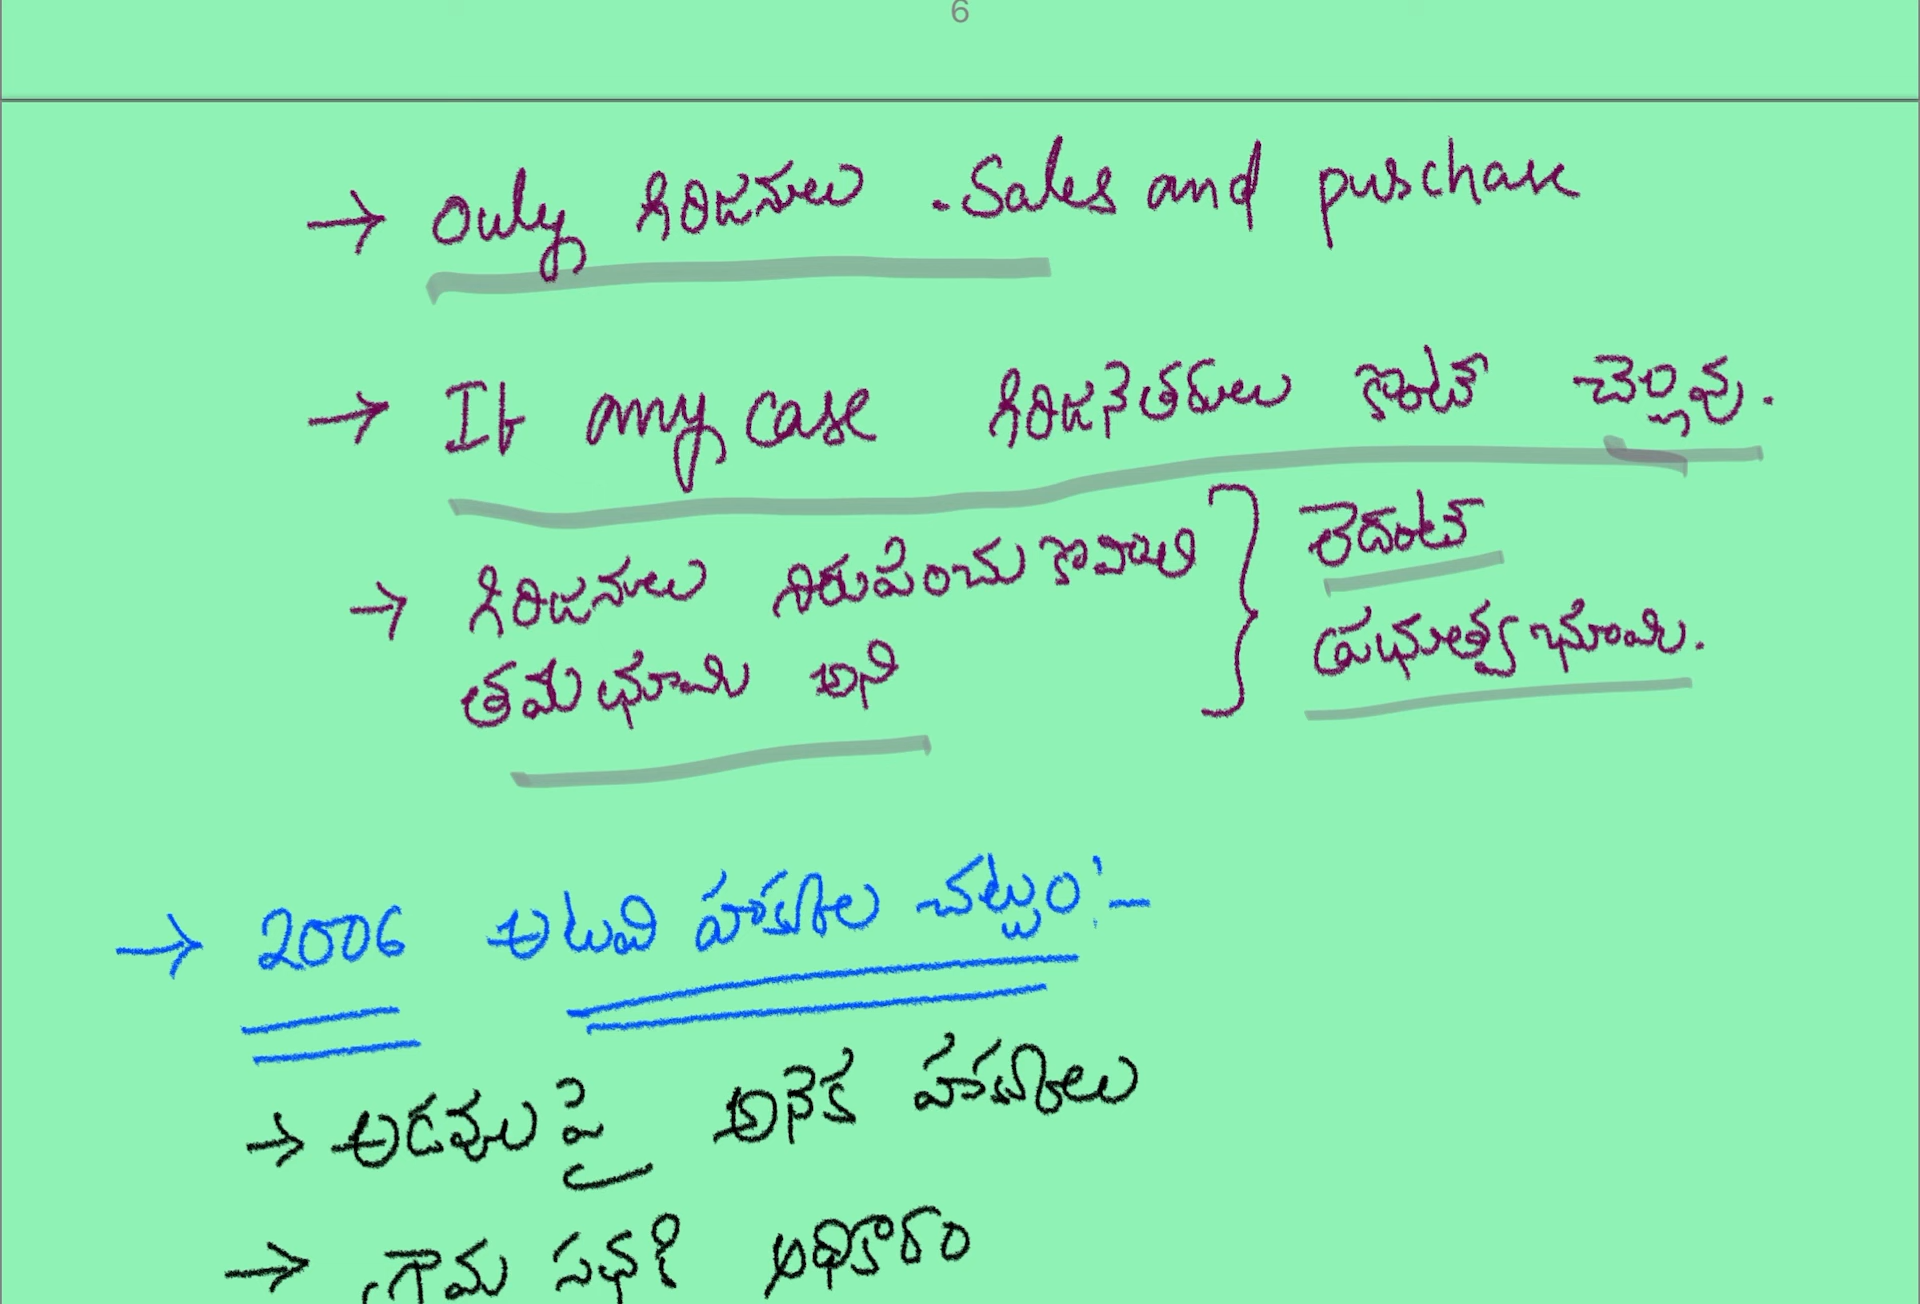 6
→ Only గిరిజనులు . Sales and purchase
→ If any case గిరిజనేతరులు కొంటే చెల్లవు.
→ గిరిజనులు నిరుపించుకోవాలి
తమ భూమి అని
} లేదంటే
ప్రభుత్వ భూమి.
→ 2006 అటవి హక్కుల చట్టం:-
→ అడవులపై అనేక హక్కులు
→ గ్రామ సభకి అధికారం